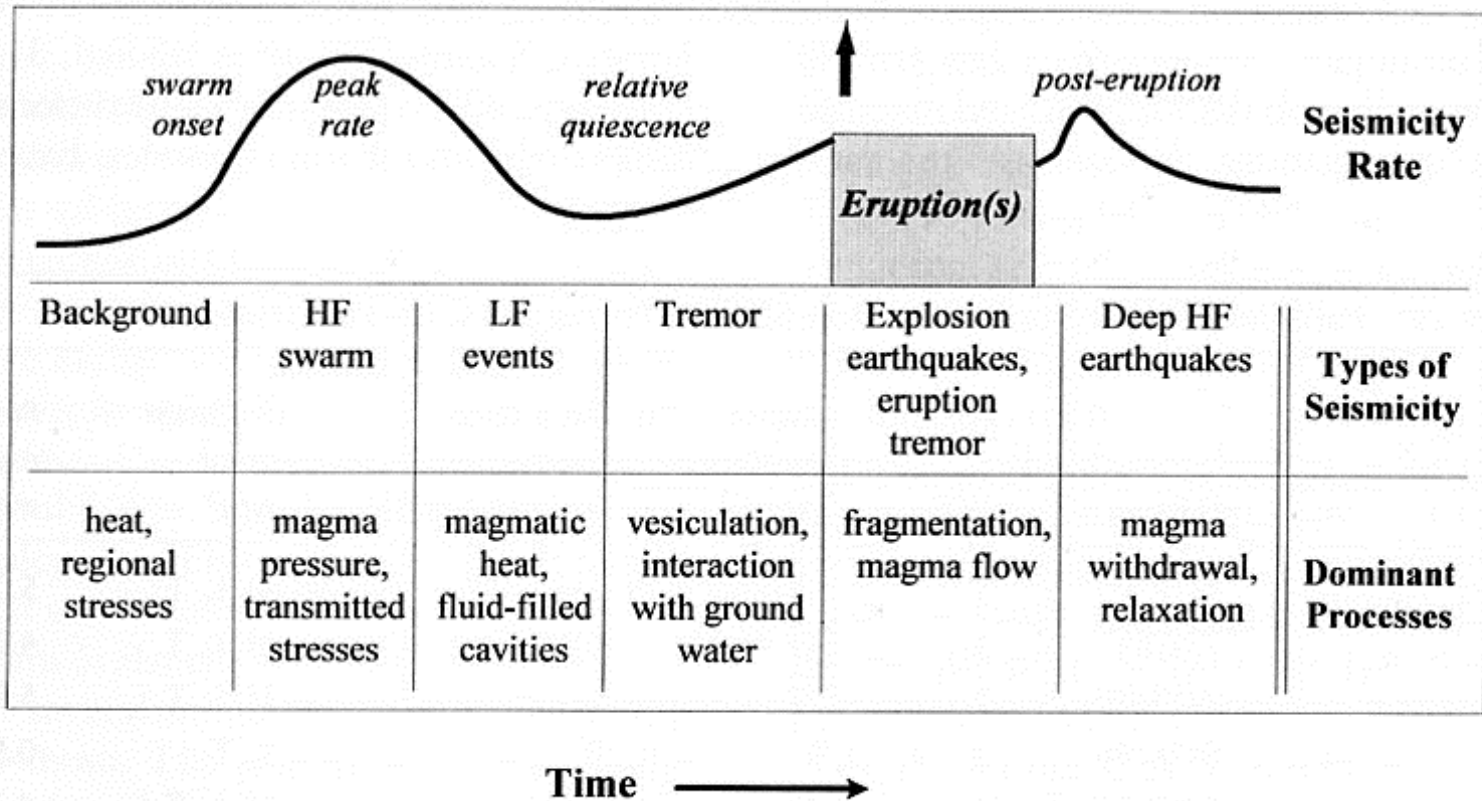 swarm
onset
peak
rate
relative
quiescence
post-eruption
Seismicity
Rate
Eruption(s)
Background
HF
swarm
LF
events
Tremor
Explosion
earthquakes,
eruption
tremor
Deep HF
earthquakes
Types of
Seismicity
heat,
regional
stresses
magma
pressure,
transmitted
stresses
magmatic
heat,
fluid-filled
cavities
vesiculation,
interaction
with ground
water
fragmentation,
magma flow
magma
withdrawal,
relaxation
Dominant
Processes
Time